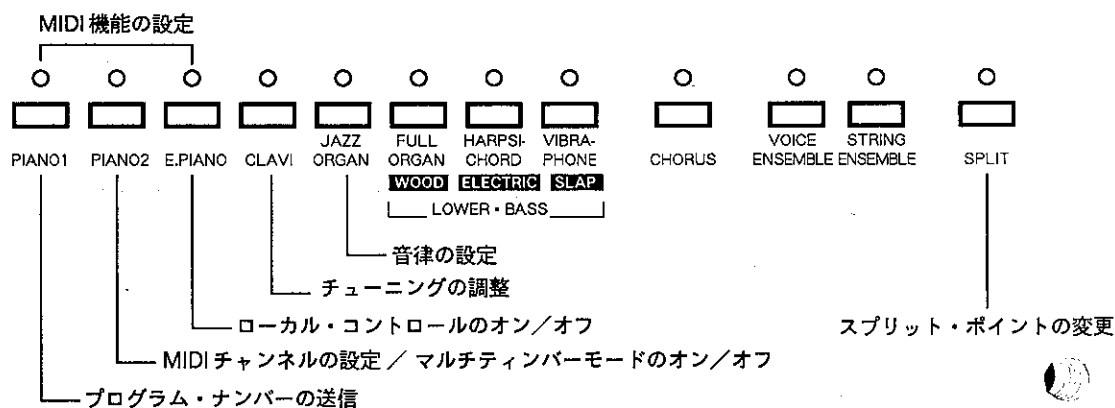 MIDI機能の設定
PIANO1
PIANO2
E.PIANO
CLAVI
JAZZ
ORGAN
FULL
ORGAN
WOOD
HARPSI-
CHORD
ELECTRIC
VIBRA-
PHONE
SLAP
LOWER・BASS
CHORUS
VOICE
ENSEMBLE
STRING
ENSEMBLE
SPLIT
音律の設定
チューニングの調整
ローカル・コントロールのオン／オフ
スプリット・ポイントの変更
MIDIチャンネルの設定／マルチティンバーモードのオン／オフ
プログラム・ナンバーの送信